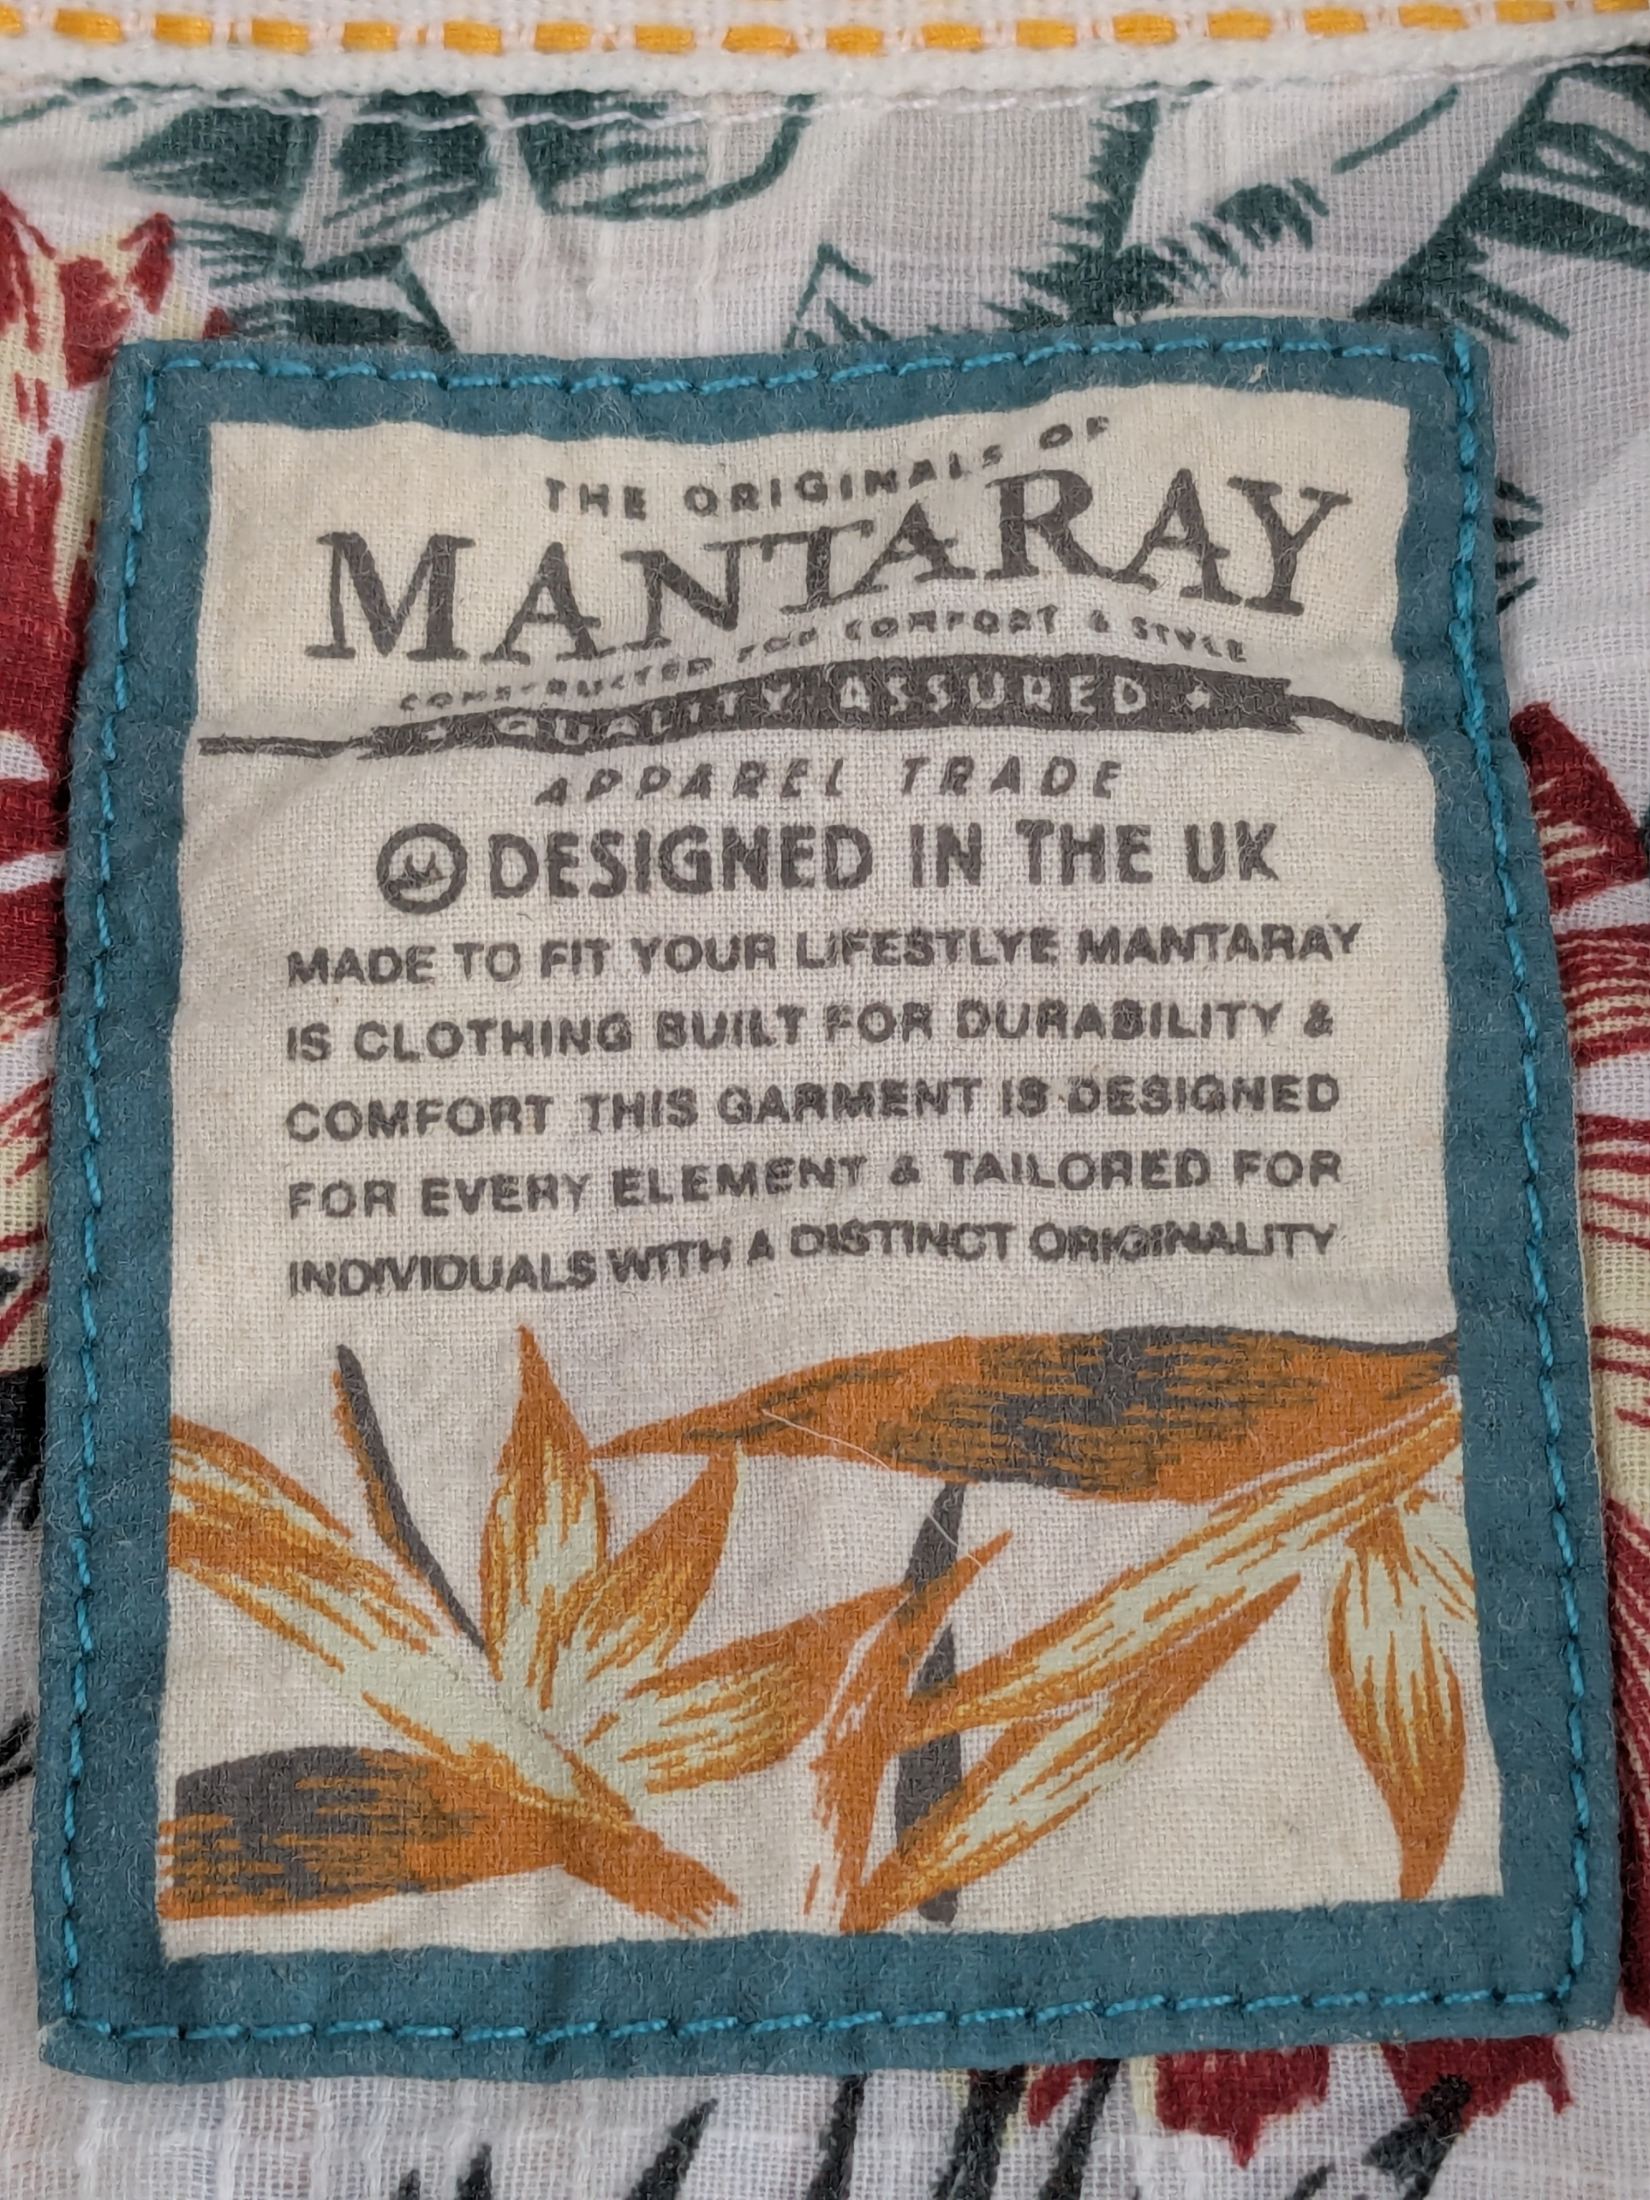 THE ORIGINALS OF
MANTARAY
CONSTRUCTED FOR COMFORT & STYLE
QUALITY ASSURED
APPAREL TRADE
DESIGNED IN THE UK
MADE TO FIT YOUR LIFESTLYE MANTARAY
IS CLOTHING BUILT FOR DURABILITY &
COMFORT THIS GARMENT IS DESIGNED
FOR EVERY ELEMENT & TAILORED FOR
INDIVIDUALS WITH A DISTINCT ORIGINALITY